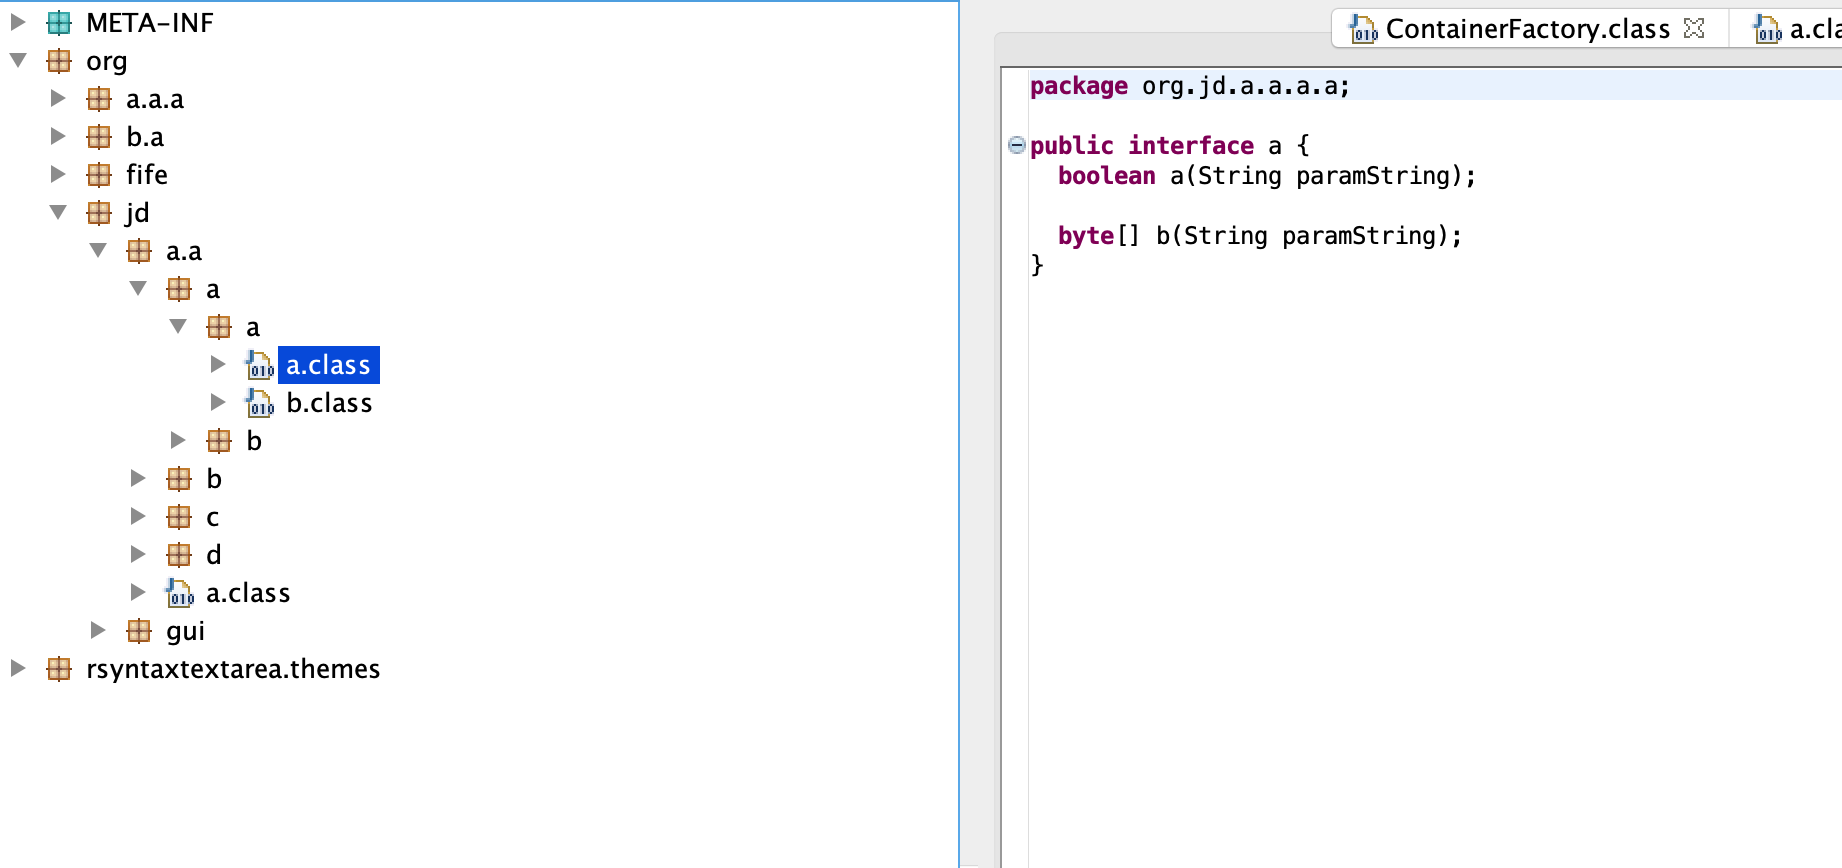 META-INF
org
a.a.a
b.a
fife
jd
a.a
a
a
a.class
b.class
b
b
c
d
a.class
gui
rsyntaxtextarea.themes
ContainerFactory.class
package org.jd.a.a.a.a;
public interface a {
boolean a(String paramString);
byte[] b(String paramString);
}